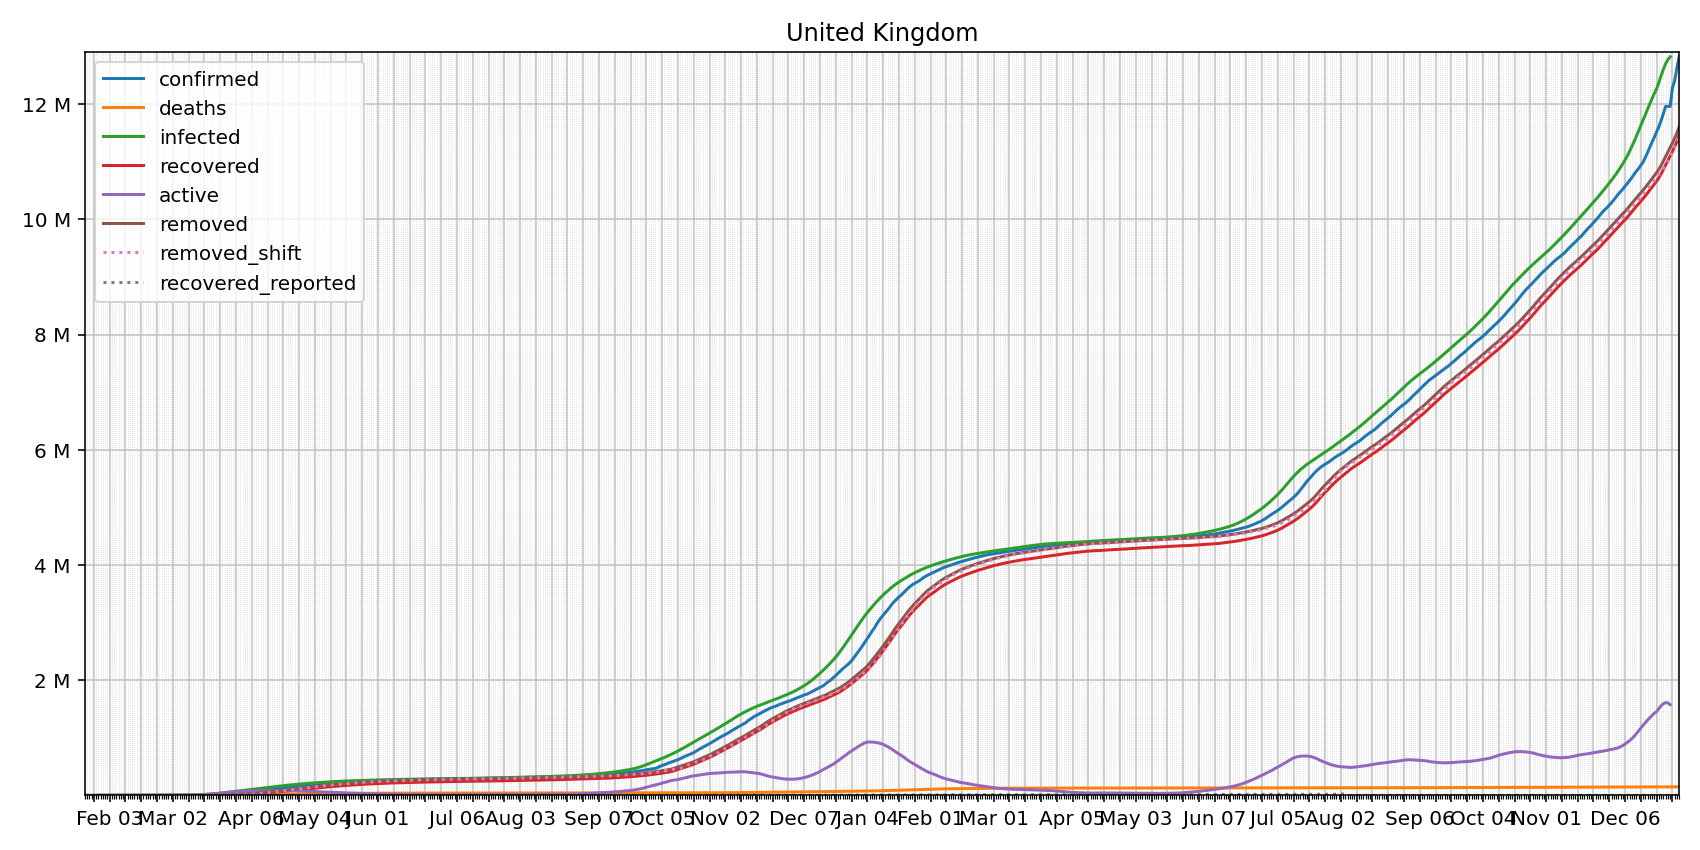 United Kingdom
confirmed
deaths
infected
recovered
active
removed
removed_shift
recovered_reported
12 M
10 M
8 M
6 M
4 M
2 M
Feb 03 Mar 02 Apr 06 May 04 Jun 01 Jul 06 Aug 03 Sep 07 Oct 05 Nov 02 Dec 07 Jan 04 Feb 01 Mar 01 Apr 05 May 03 Jun 07 Jul 05 Aug 02 Sep 06 Oct 04 Nov 01 Dec 06